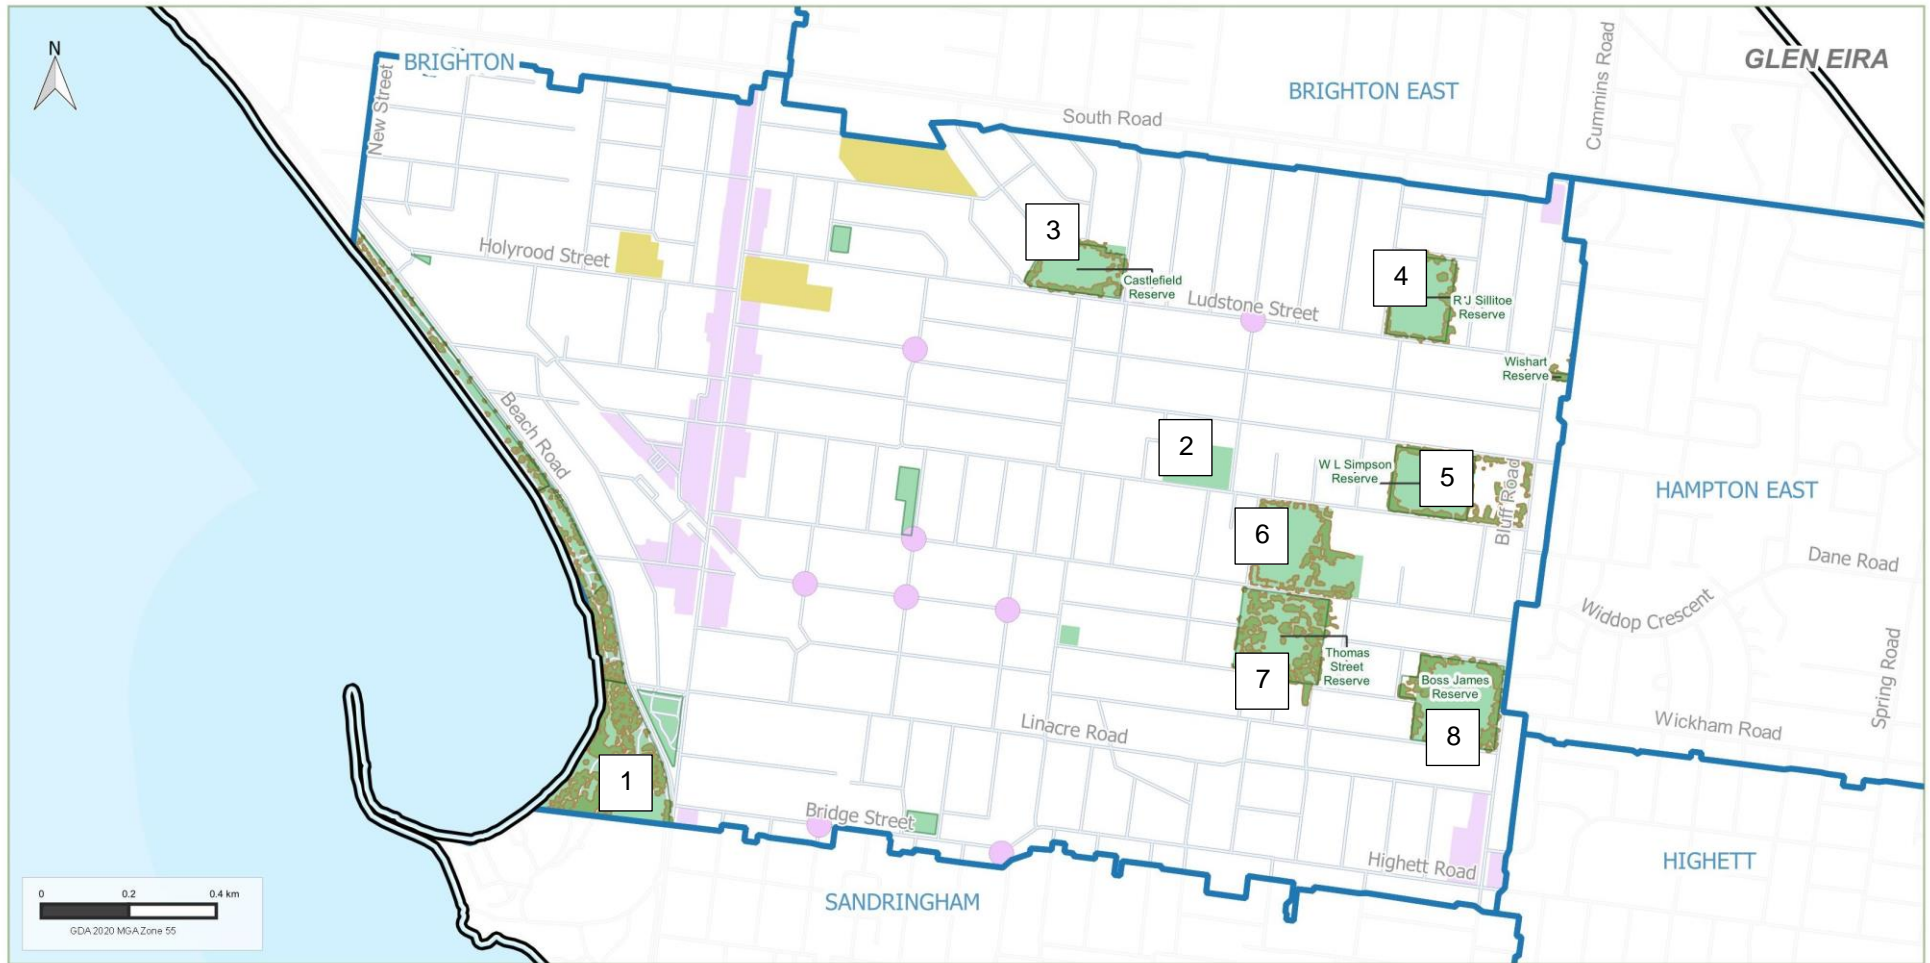 N
BRIGHTON
BRIGHTON EAST
GLEN EIRA
Cummins Road
New Street
South Road
Holyrood Street
3
Castlefield
Reserve
Ludstone Street
4
R J Sillitoe
Reserve
Wishart
Reserve
Beach Road
2
W L Simpson
Reserve
5
Bluff Road
HAMPTON EAST
6
Dane Road
Widdop Crescent
Thomas
Street
Reserve
7
Boss James
Reserve
8
Spring Road
Wickham Road
Linacre Road
1
Bridge Street
Highett Road
HIGHETT
SANDRINGHAM
0 0.2 0.4 km
GDA 2020 MGA Zone 55